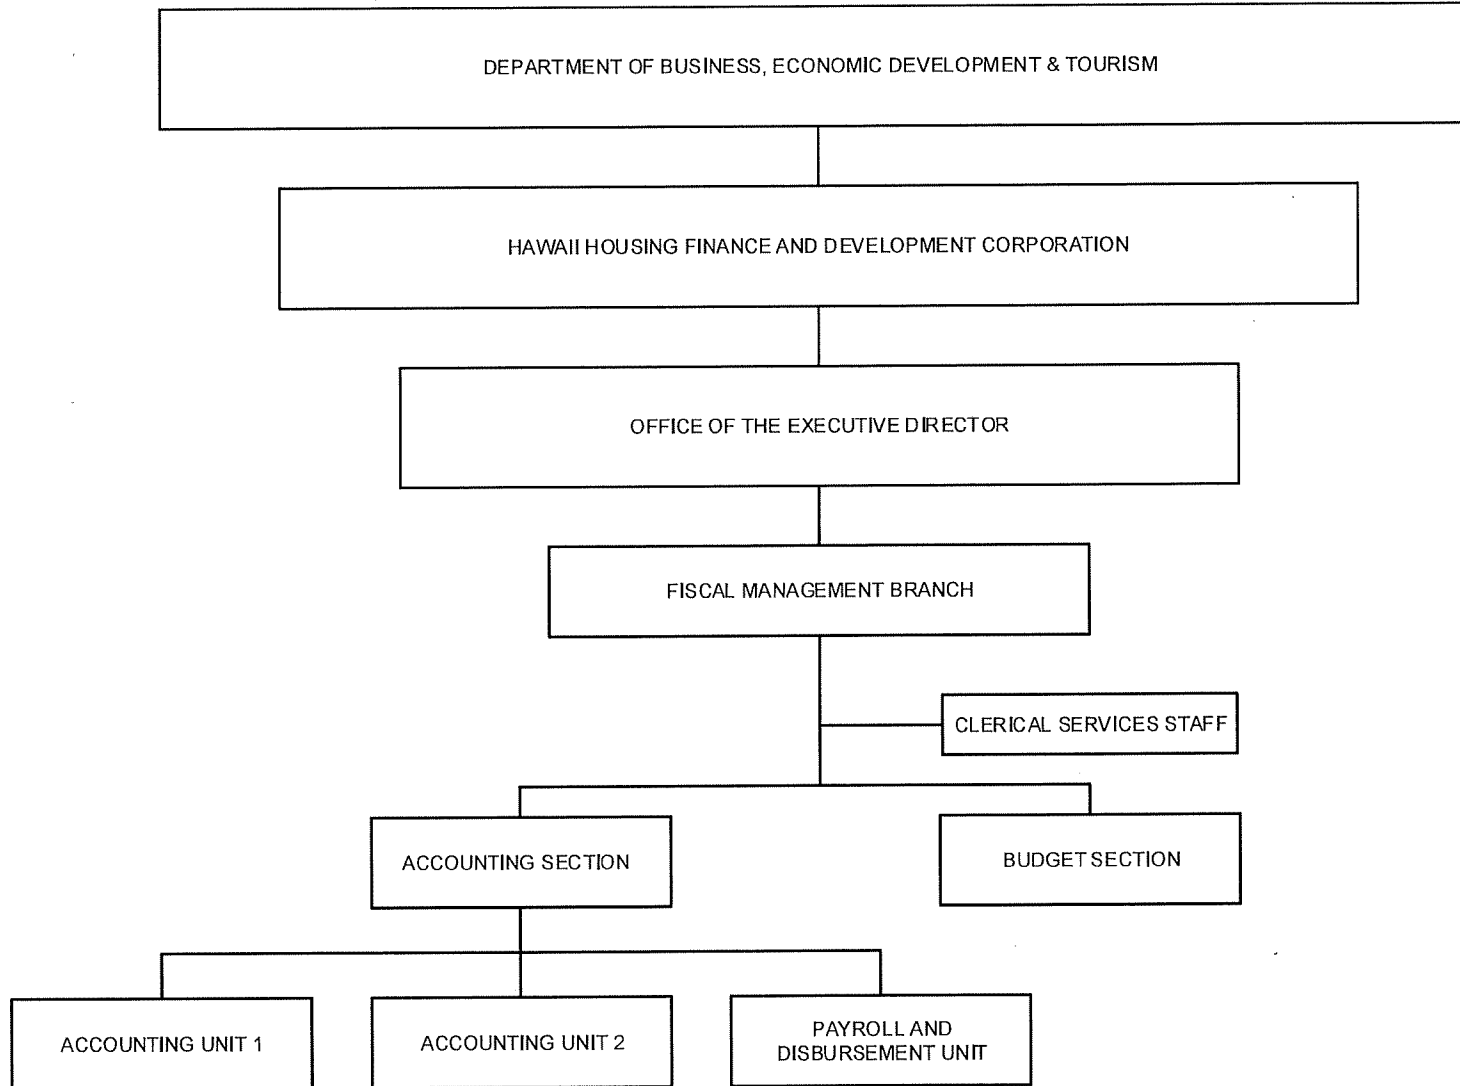 DEPARTMENT OF BUSINESS, ECONOMIC DEVELOPMENT & TOURISM
HAWAII HOUSING FINANCE AND DEVELOPMENT CORPORATION
OFFICE OF THE EXECUTIVE DIRECTOR
FISCAL MANAGEMENT BRANCH
CLERICAL SERVICES STAFF
ACCOUNTING SECTION
BUDGET SECTION
ACCOUNTING UNIT 1
ACCOUNTING UNIT 2
PAYROLL AND
DISBURSEMENT UNIT